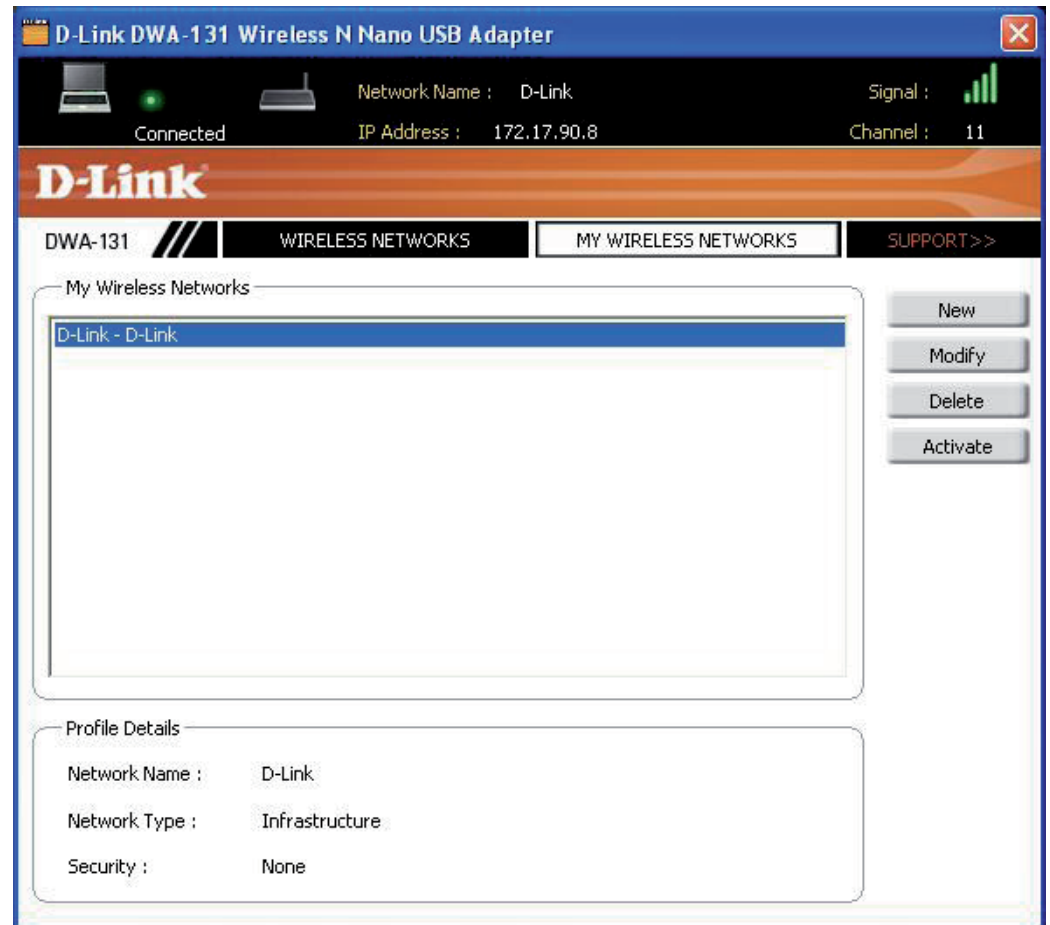 D-Link DWA-131 Wireless N Nano USB Adapter
Network Name : D-Link Signal :
Connected IP Address : 172.17.90.8 Channel : 11
D-Link
DWA-131 WIRELESS NETWORKS MY WIRELESS NETWORKS SUPPORT>>
My Wireless Networks
New
D-Link - D-Link
Modify
Delete
Activate
Profile Details
Network Name : D-Link
Network Type : Infrastructure
Security : None